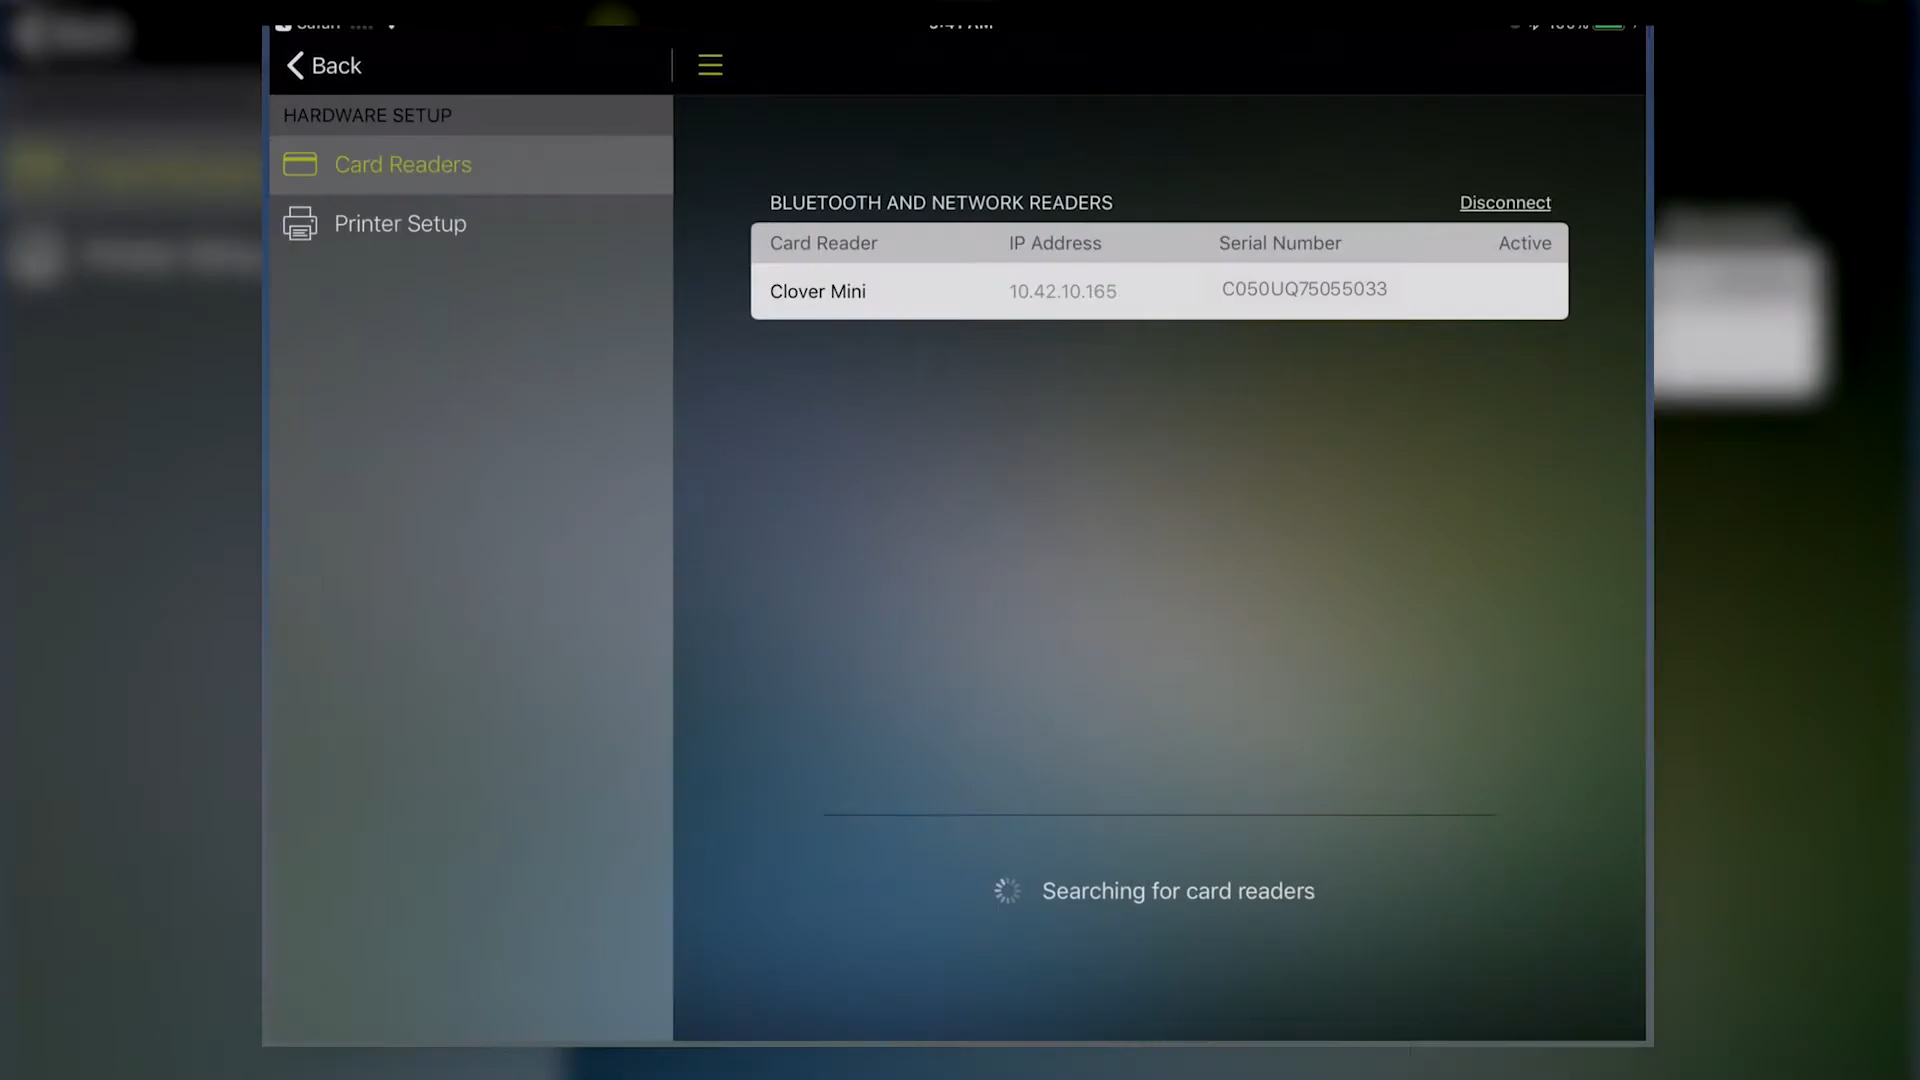 Back
HARDWARE SETUP
Card Readers
Printer Setup
BLUETOOTH AND NETWORK READERS Disconnect
Card Reader IP Address Serial Number Active
Clover Mini 10.42.10.165 C050UQ75055033
Searching for card readers